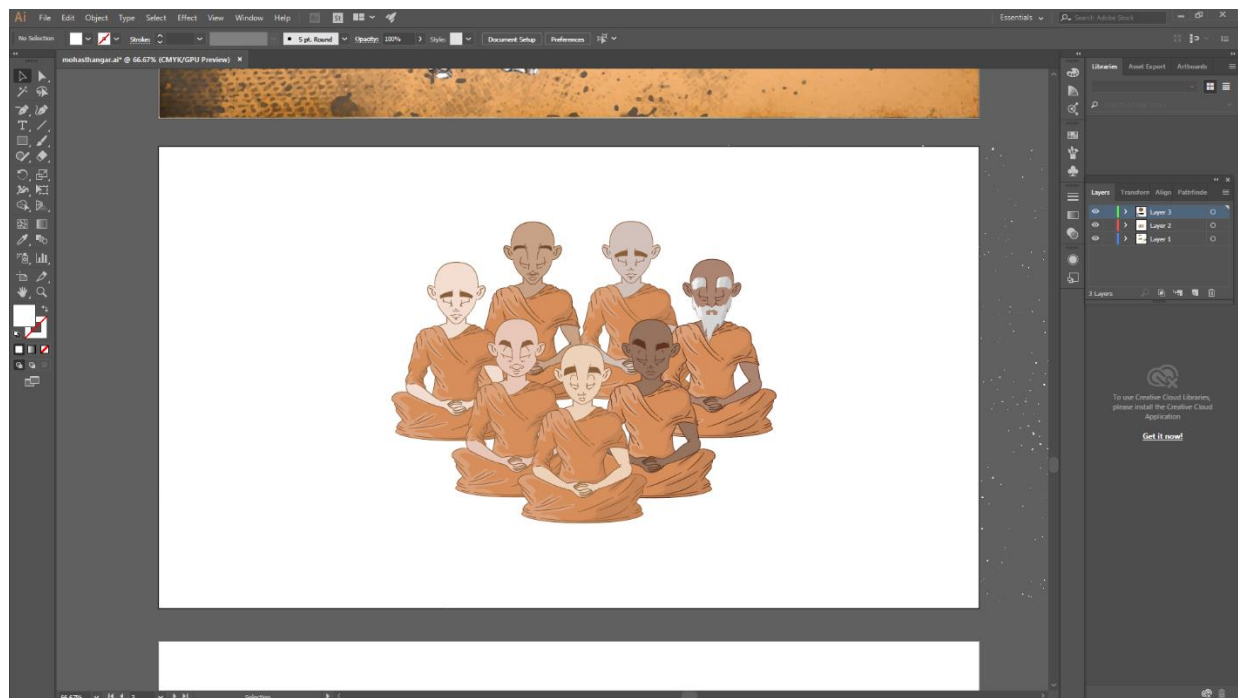 Ai File Edit Object Type Select Effect View Window Help St Essentials
No Selection Stroke: 5 pt. Round Opacity: 100% Style: Document Setup Preferences
mohasthangar.ai* @ 66.67% (CMYK/GPU Preview) ×
Libraries Asset Export Artboards
Layers Transform Align Pathfinde
Layer 3
Layer 2
Layer 1
3 Layers
To use Creative Cloud Libraries,
please install the Creative Cloud
Application
Get it now!
66.67% 3 Selection